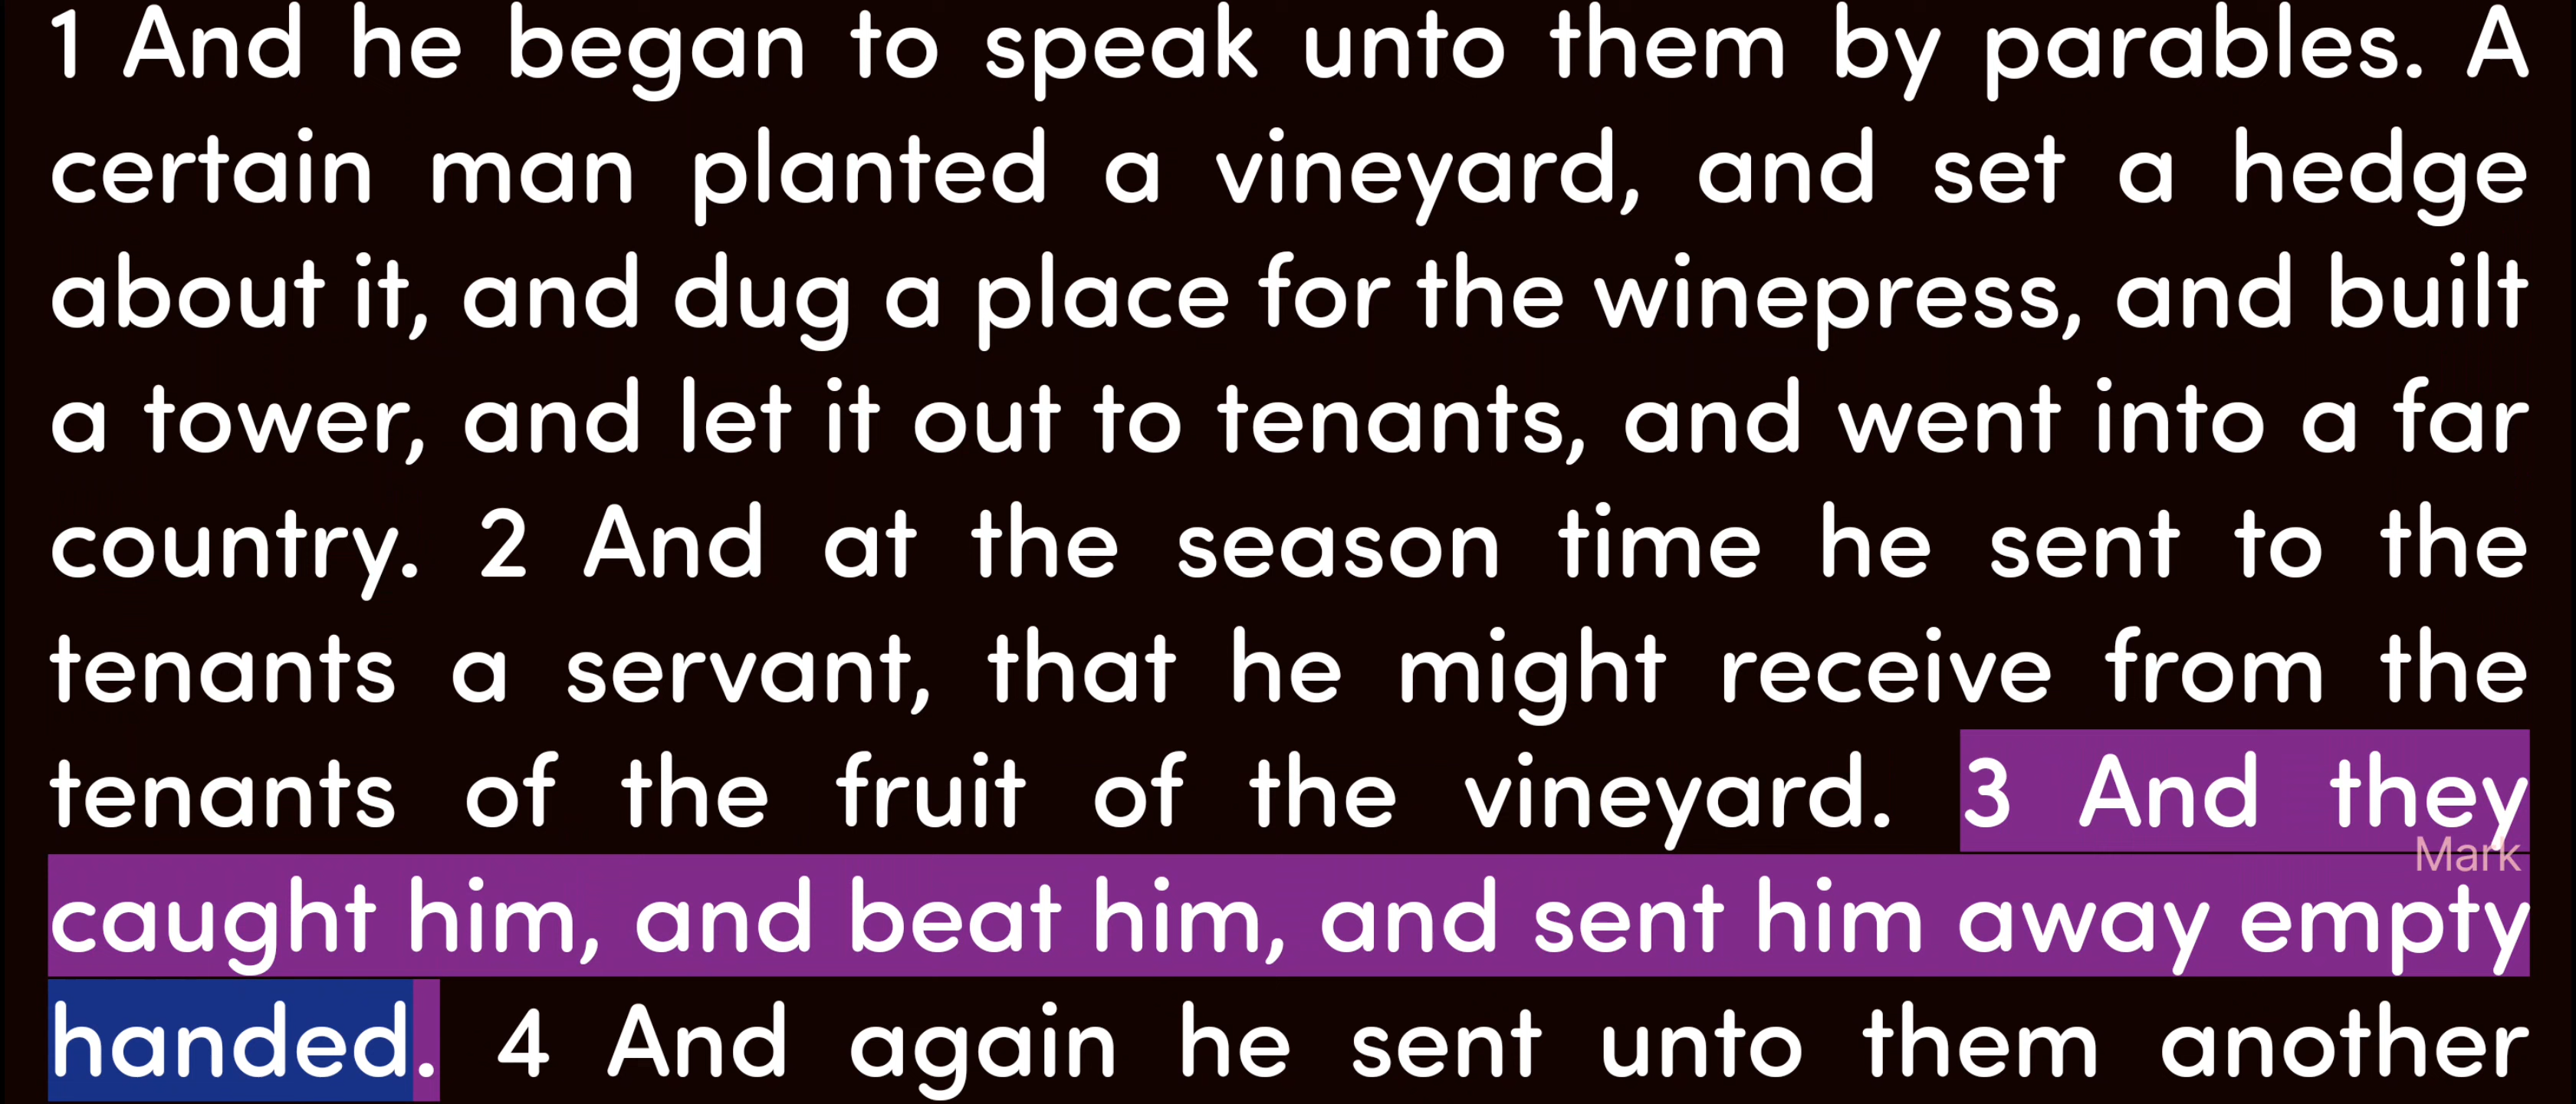 1 And he began to speak unto them by parables. A
certain man planted a vineyard, and set a hedge
about it, and dug a place for the winepress, and built
a tower, and let it out to tenants, and went into a far
country. 2 And at the season time he sent to the
tenants a servant, that he might receive from the
tenants of the fruit of the vineyard. 3 And they
Mark
caught him, and beat him, and sent him away empty
handed. 4 And again he sent unto them another